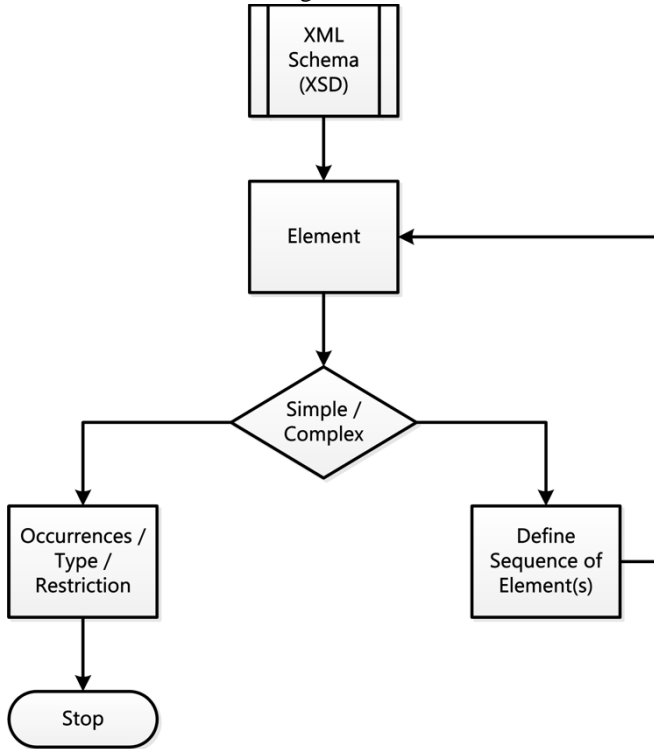 XML
Schema
(XSD)
Element
Simple /
Complex
Occurrences /
Type /
Restriction
Define
Sequence of
Element(s)
Stop